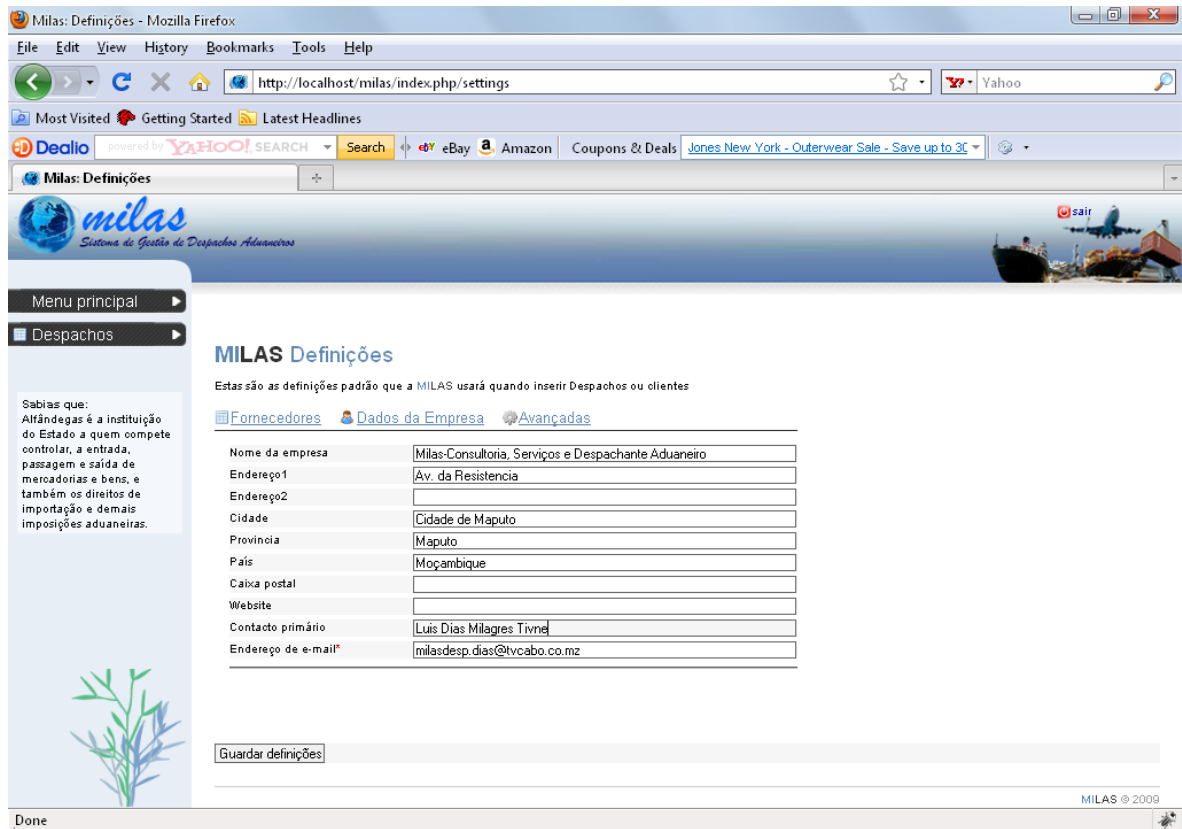 Milas: Definições - Mozilla Firefox
File Edit View History Bookmarks Tools Help
http://localhost/milas/index.php/settings
Yahoo
Most Visited Getting Started Latest Headlines
Dealio powered by YAHOO! SEARCH Search eBay Amazon Coupons & Deals Jones New York - Outerwear Sale - Save up to 30
Milas: Definições
milas
Sistema de Gestão de Despachos Aduaneiros
sair
Menu principal
Despachos
MILAS Definições
Estas são as definições padrão que a MILAS usará quando inserir Despachos ou clientes
Sabias que:
Alfândegas é a instituição
do Estado a quem compete
controlar, a entrada,
passagem e saída de
mercadorias e bens, e
também os direitos de
importação e demais
imposições aduaneiras.
Fornecedores Dados da Empresa Avançadas
Nome da empresa Milas-Consultoria, Serviços e Despachante Aduaneiro
Endereço1 Av. da Resistencia
Endereço2
Cidade Cidade de Maputo
Provincia Maputo
País Moçambique
Caixa postal
Website
Contacto primário Luis Dias Milagres Tivne
Endereço de e-mail* milasdesp.dias@tvcabo.co.mz
Guardar definições
MILAS © 2009
Done